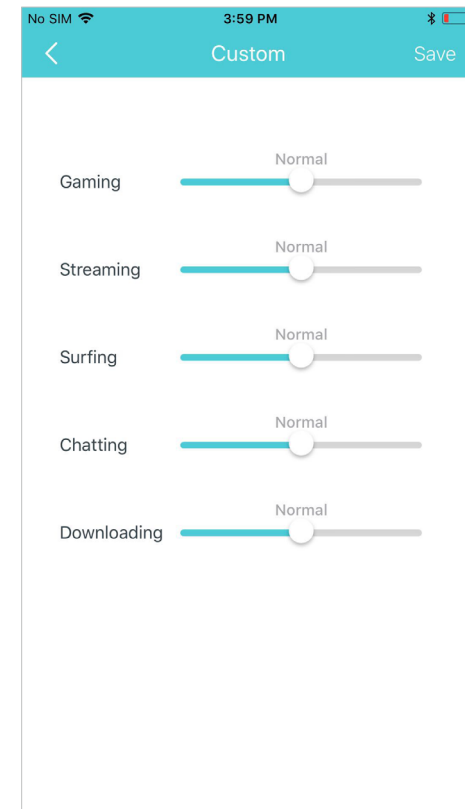 No SIM 3:59 PM
Custom Save
Normal
Gaming
Normal
Streaming
Normal
Surfing
Normal
Chatting
Normal
Downloading